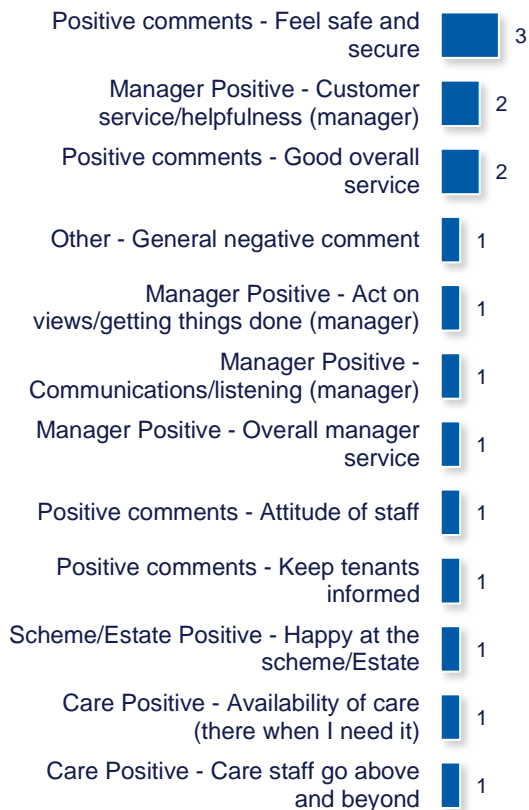 Positive comments - Feel safe and
secure
3
Manager Positive - Customer
service/helpfulness (manager)
2
Positive comments - Good overall
service
2
Other - General negative comment
1
Manager Positive - Act on
views/getting things done (manager)
1
Manager Positive -
Communications/listening (manager)
1
Manager Positive - Overall manager
service
1
Positive comments - Attitude of staff
1
Positive comments - Keep tenants
informed
1
Scheme/Estate Positive - Happy at the
scheme/Estate
1
Care Positive - Availability of care
(there when I need it)
1
Care Positive - Care staff go above
and beyond
1